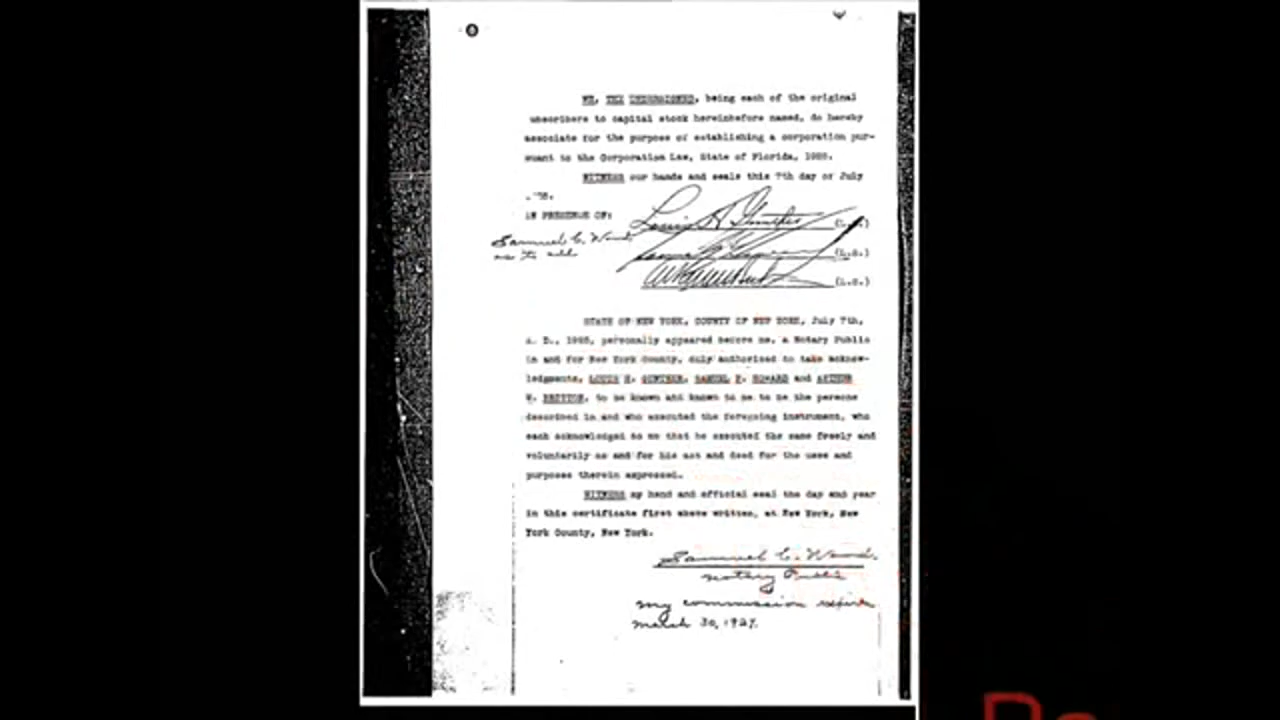 WE, THE UNDERSIGNED, being each of the original
ubscribers to capital stock hereinbefore named, do hereby
associate for the purpose of establishing a corporation pur-
suant to the Corporation Law, State of Florida, 1925.
WITNESS our hands and seals this 7th day of July
IN PRESENCE OF:
Samuel C. Wood
as to all
(L.S.)
(L.S.)
(L.S.)
STATE OF NEW YORK, COUNTY OF NEW YORK, July 7th,
A. D., 1925, personally appeared before me, a Notary Public
in and for New York County, duly authorized to take acknow-
ledgments, LOUIS H. GUNTHER, SAMUEL P. HOWARD and ARTHUR
W. BRITTON, to be known and known to me to be the persons
described in and who executed the foregoing instrument, who
each acknowledged to me that he executed the same freely and
voluntarily as and for his act and deed for the uses and
purposes therein expressed.
WITNESS my hand and official seal the day and year
in this certificate first above written, at New York, New
York County, New York.
Samuel C. Wood.
Notary Public
My commission expires
March 30, 1927.